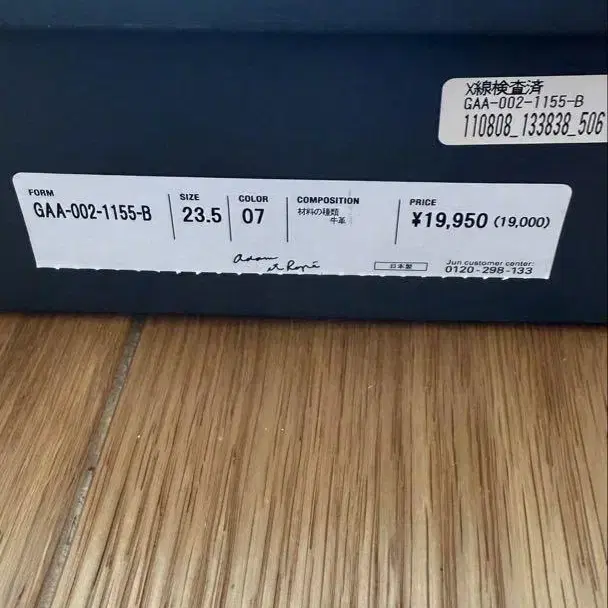 X線検査済
GAA-002-1155-B
110808_133838_506
FORM
GAA-002-1155-B
SIZE
23.5
COLOR
07
COMPOSITION
材料の種類
牛革
PRICE
¥19,950 (19,000)
adam
et Ropé
日本製
Jun customer center:
0120-298-133